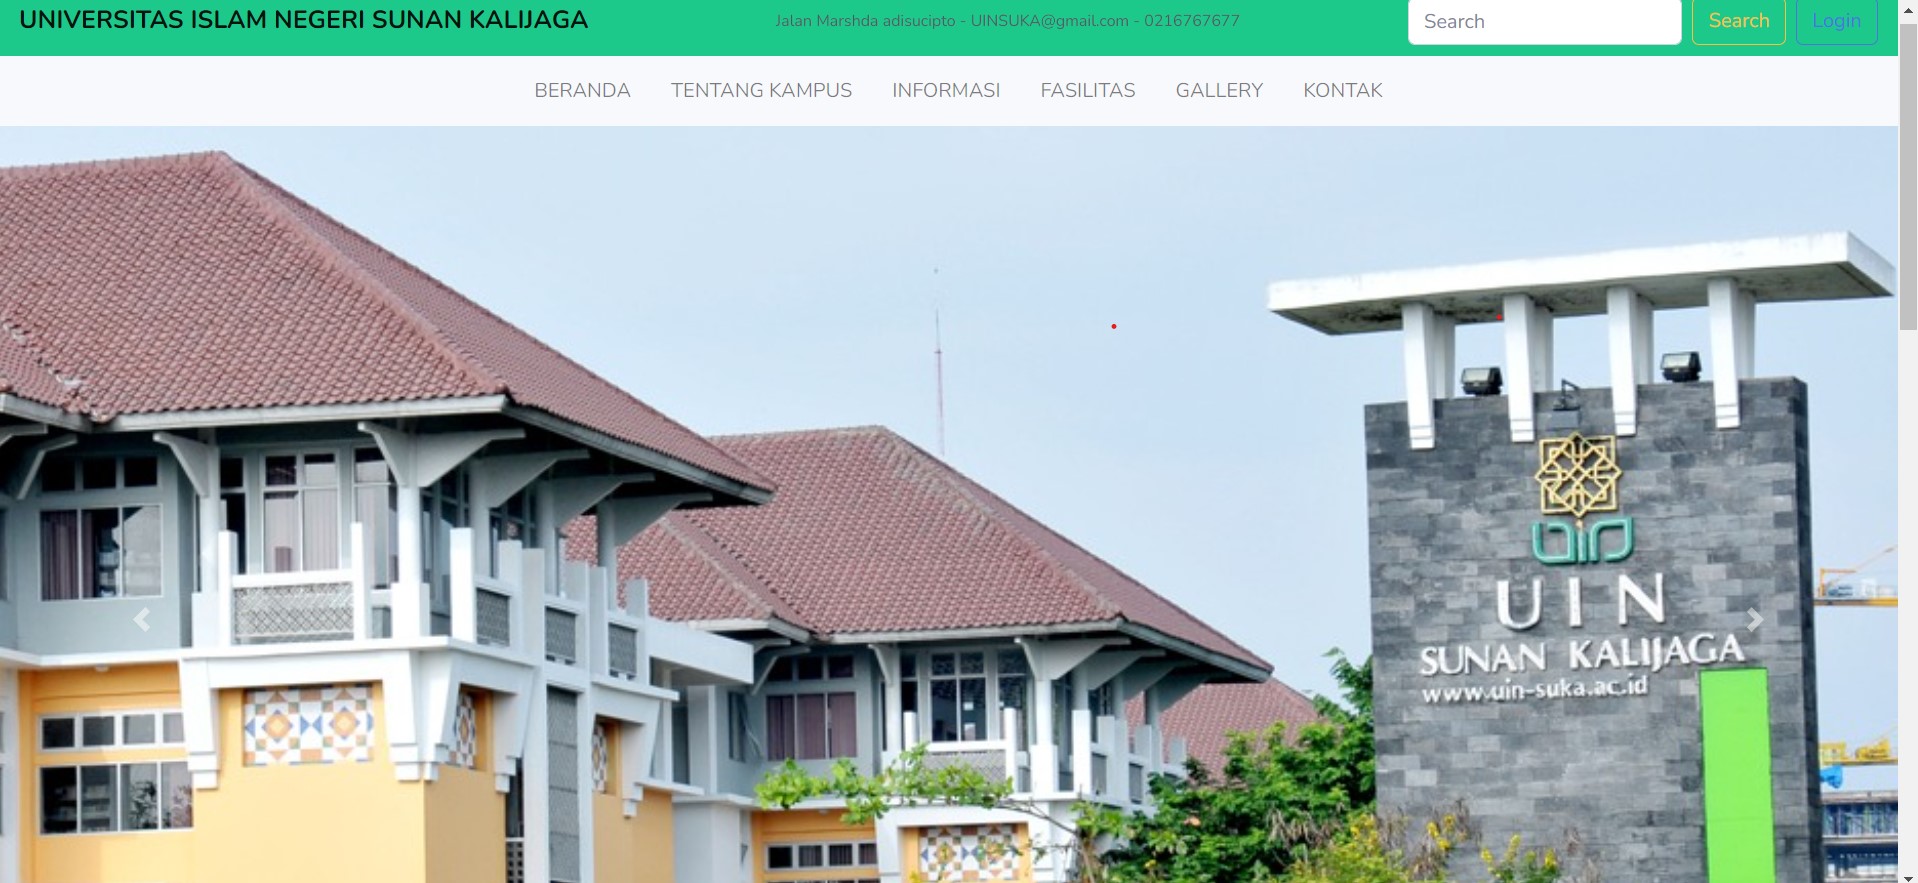 UNIVERSITAS ISLAM NEGERI SUNAN KALIJAGA
Jalan Marshda adisucipto - UINSUKA@gmail.com - 0216767677
Search
Search
Login
BERANDA
TENTANG KAMPUS
INFORMASI
FASILITAS
GALLERY
KONTAK
uin
UIN
SUNAN KALIJAGA
www.uin-suka.ac.id